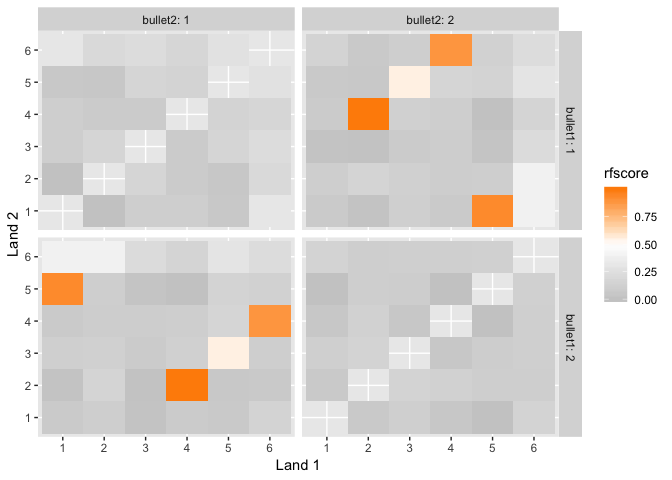 bullet2: 1
bullet2: 2
6
5
4
3
2
1
bullet1: 1
6
5
4
3
2
1
bullet1: 2
Land 2
1 2 3 4 5 6
1 2 3 4 5 6
Land 1
rfscore
0.75
0.50
0.25
0.00